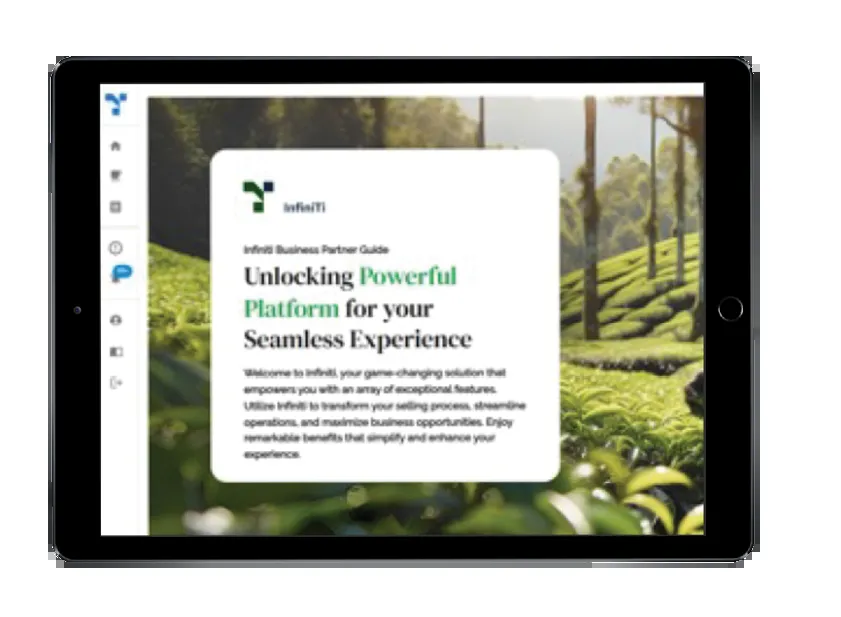 InfiniTi
Infiniti Business Partner Guide
Unlocking Powerful
Platform for your
Seamless Experience
Welcome to Infiniti, your game-changing solution that
empowers you with an array of exceptional features.
Utilize Infiniti to transform your selling process, streamline
operations, and maximize business opportunities. Enjoy
remarkable benefits that simplify and enhance your
experience.